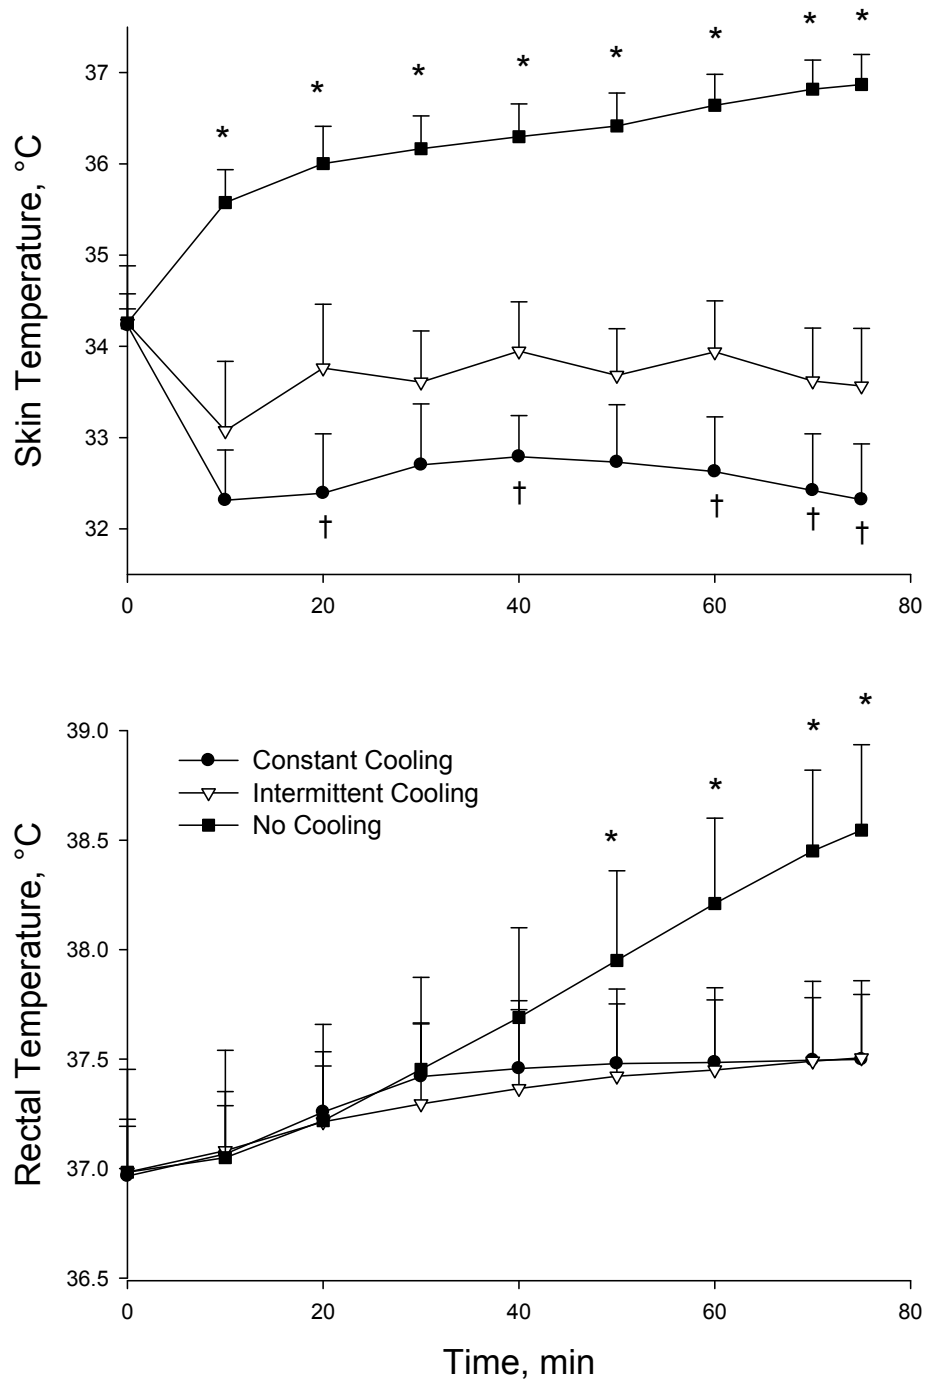 * * * * * * * *
37
36
35
34
33
32
† † † † †
Skin Temperature, °C
0 20 40 60 80
* * * *
39.0
38.5
38.0
37.5
37.0
36.5
Constant Cooling
Intermittent Cooling
No Cooling
Rectal Temperature, °C
0 20 40 60 80
Time, min